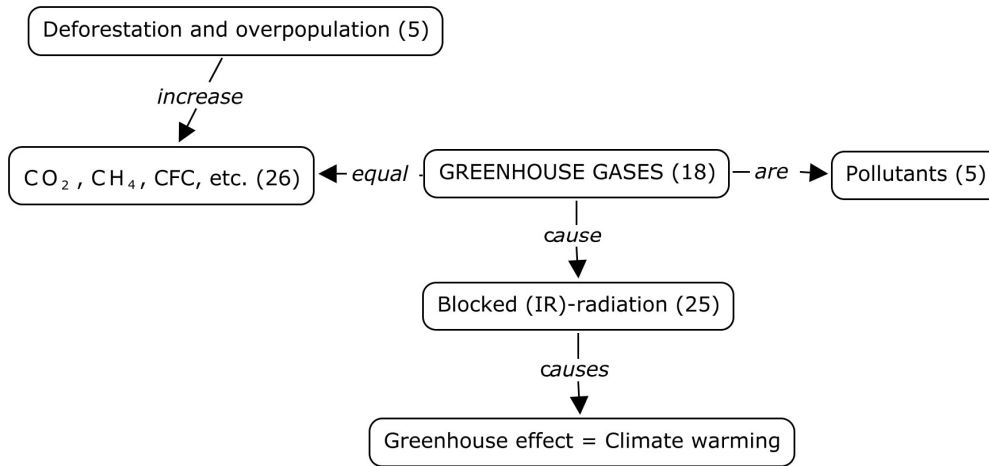 Deforestation and overpopulation (5)
increase
CO₂ , CH₄, CFC, etc. (26)
equal
GREENHOUSE GASES (18)
are
Pollutants (5)
cause
Blocked (IR)-radiation (25)
causes
Greenhouse effect = Climate warming